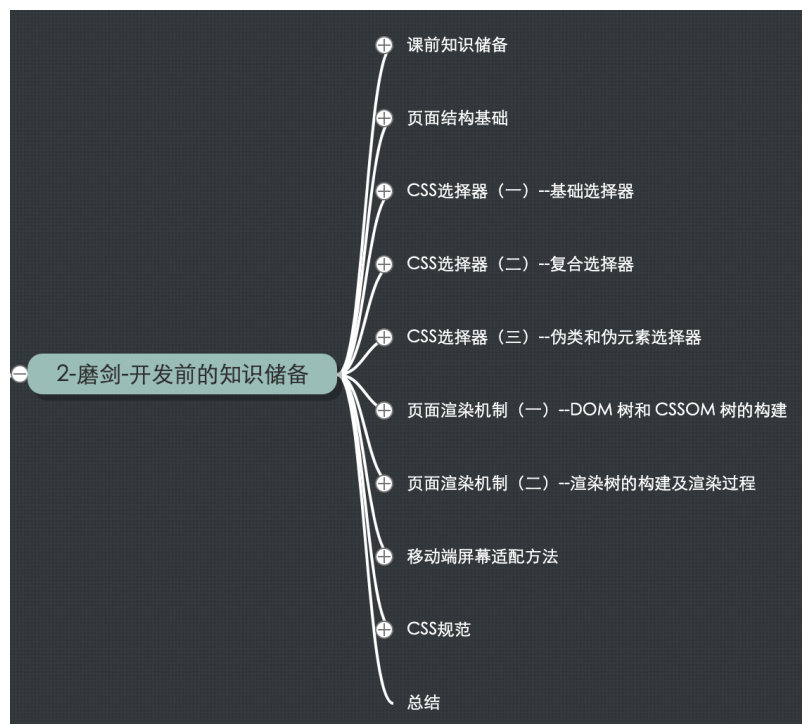 课前知识储备
页面结构基础
CSS选择器（一）--基础选择器
CSS选择器（二）--复合选择器
CSS选择器（三）--伪类和伪元素选择器
2-磨剑-开发前的知识储备
页面渲染机制（一）--DOM 树和 CSSOM 树的构建
页面渲染机制（二）--渲染树的构建及渲染过程
移动端屏幕适配方法
CSS规范
总结